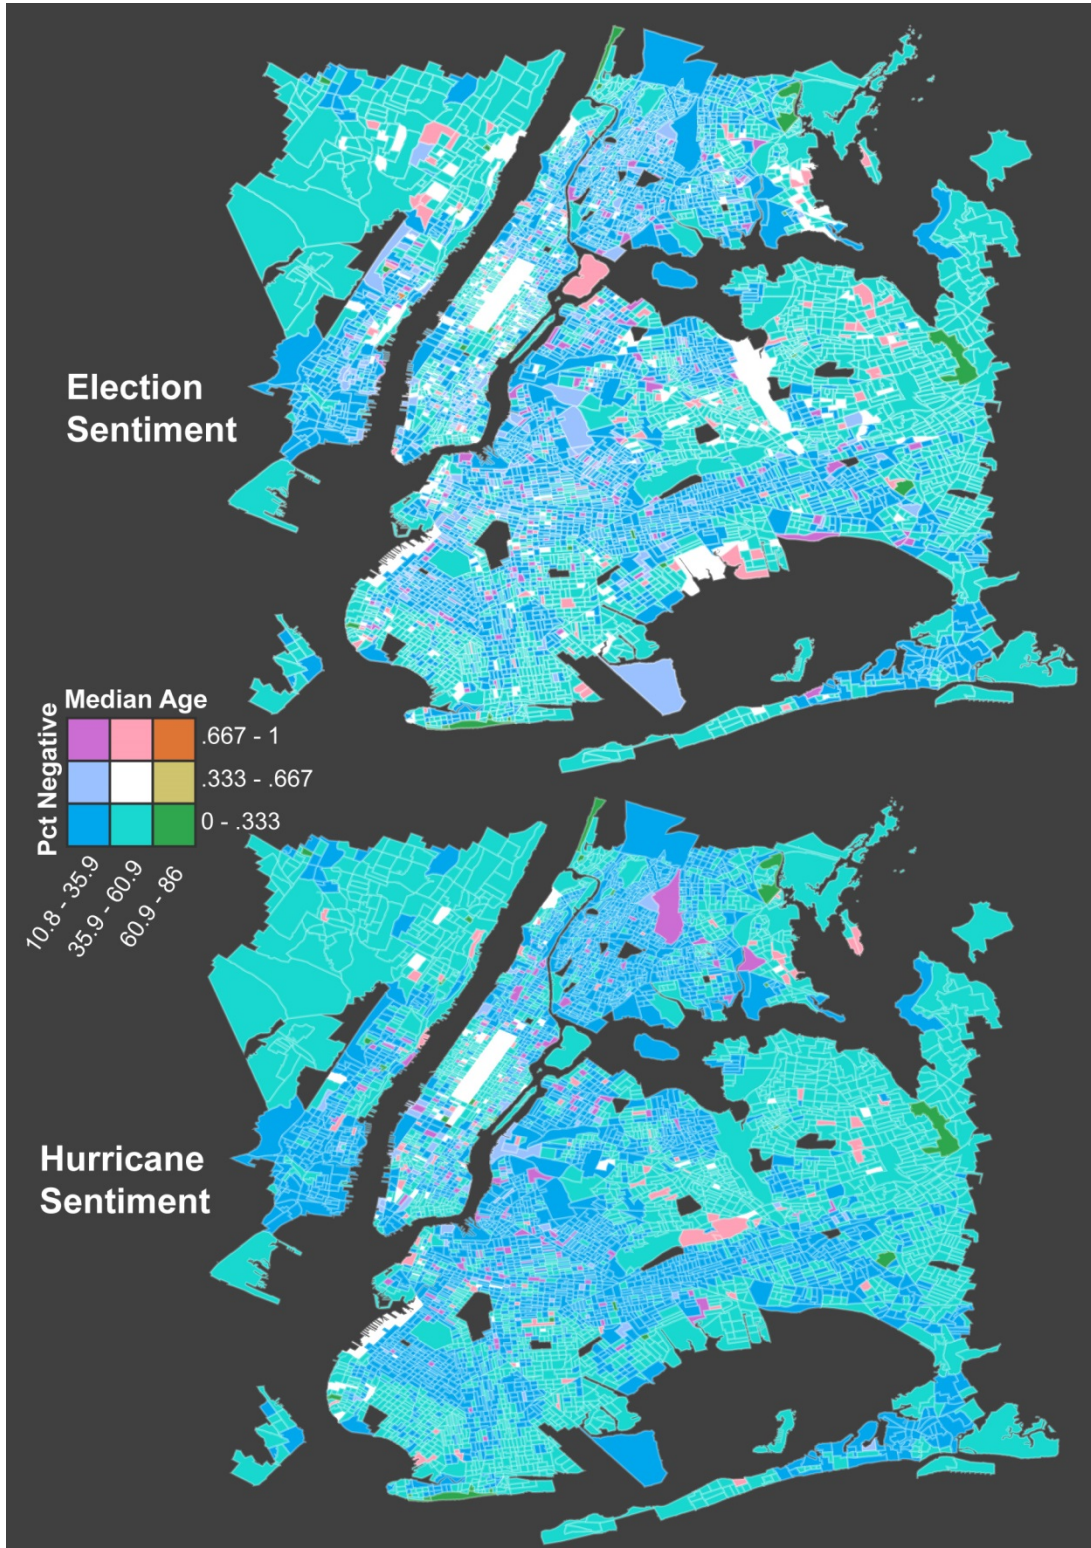 Election
Sentiment
Median Age
Pct Negative
.667 - 1
.333 - .667
0 - .333
10.8 - 35.9
35.9 - 60.9
60.9 - 86
Hurricane
Sentiment